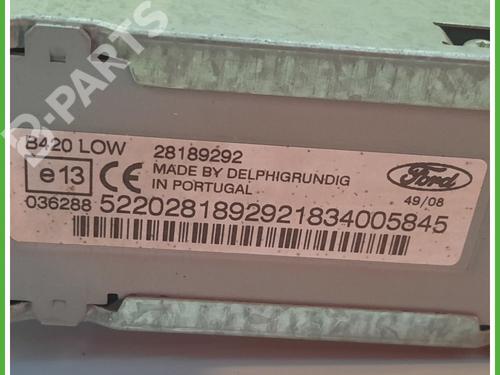 B-PARTS
B420 LOW 28189292
e13 CE MADE BY DELPHIGRUNDIG
IN PORTUGAL
Ford
49/08
036288 5220281892921834005845